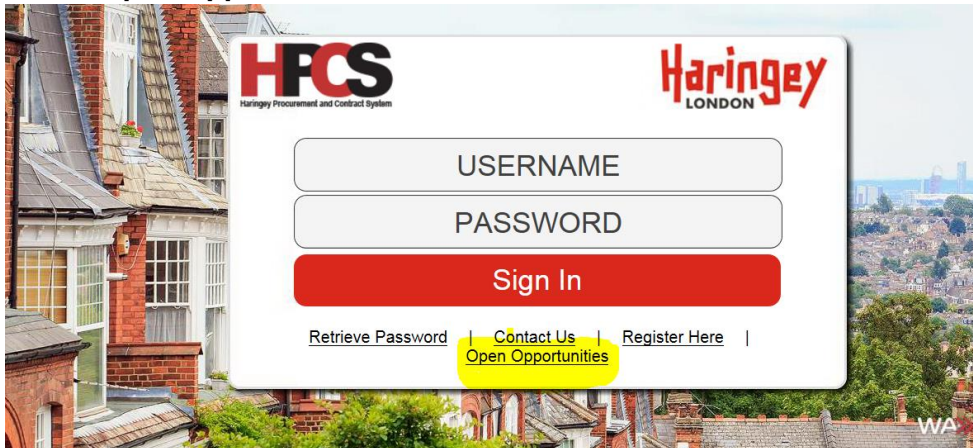 HPCS
Haringey Procurement and Contract System
Haringey
LONDON
USERNAME
PASSWORD
Sign In
Retrieve Password | Contact Us | Register Here |
Open Opportunities
WAX